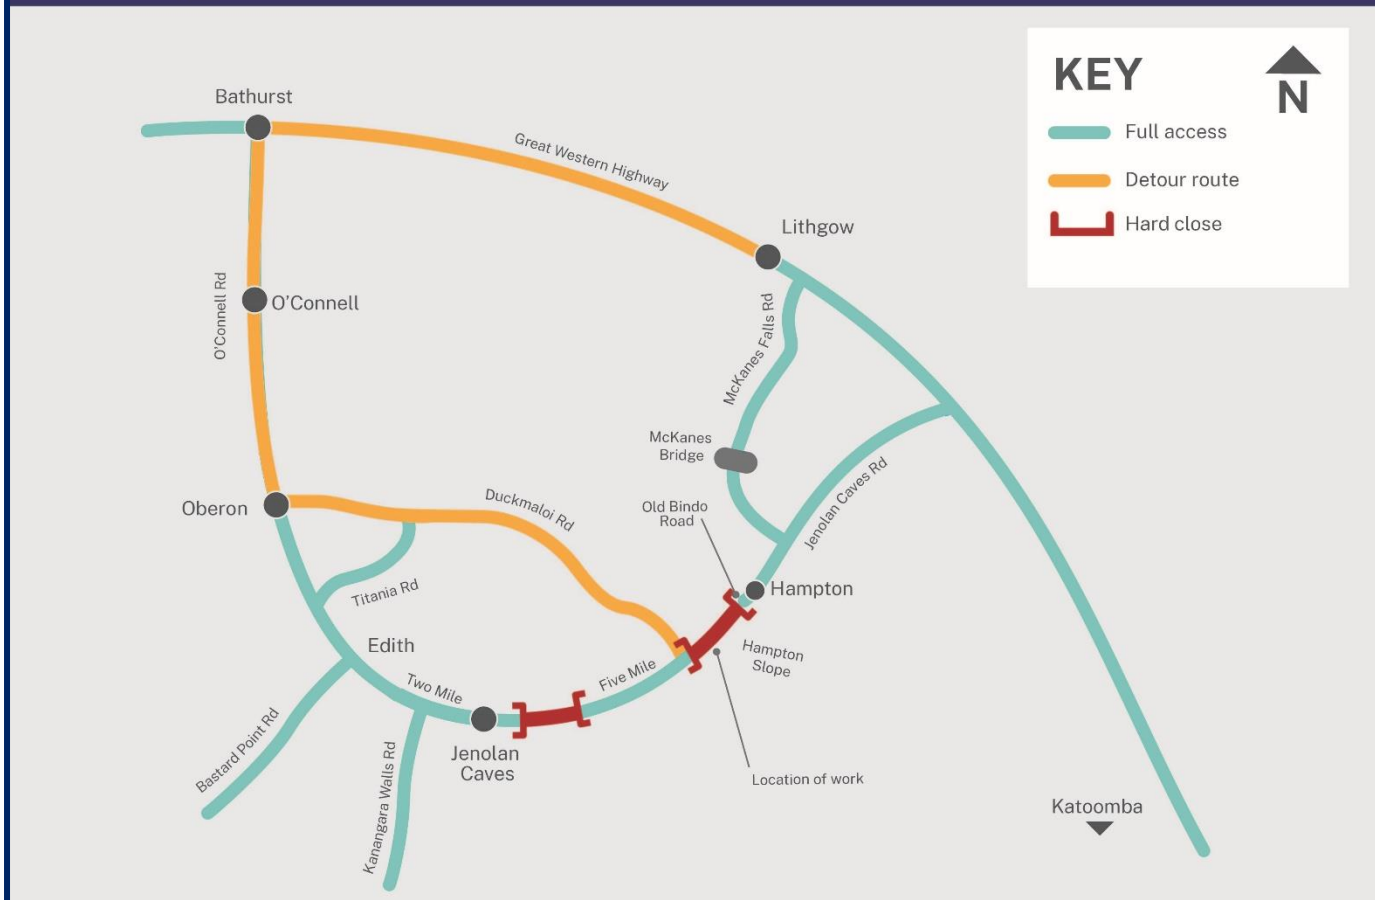 KEY
N
Full access
Detour route
Hard close
Bathurst
Great Western Highway
Lithgow
O'Connell Rd
O'Connell
McKanes Falls Rd
McKanes
Bridge
Jenolan Caves Rd
Oberon
Duckmaloi Rd
Old Bindo
Road
Titania Rd
Hampton
Edith
Hampton
Slope
Two Mile
Five Mile
Bastard Point Rd
Jenolan
Caves
Kanangara Walls Rd
Location of work
Katoomba